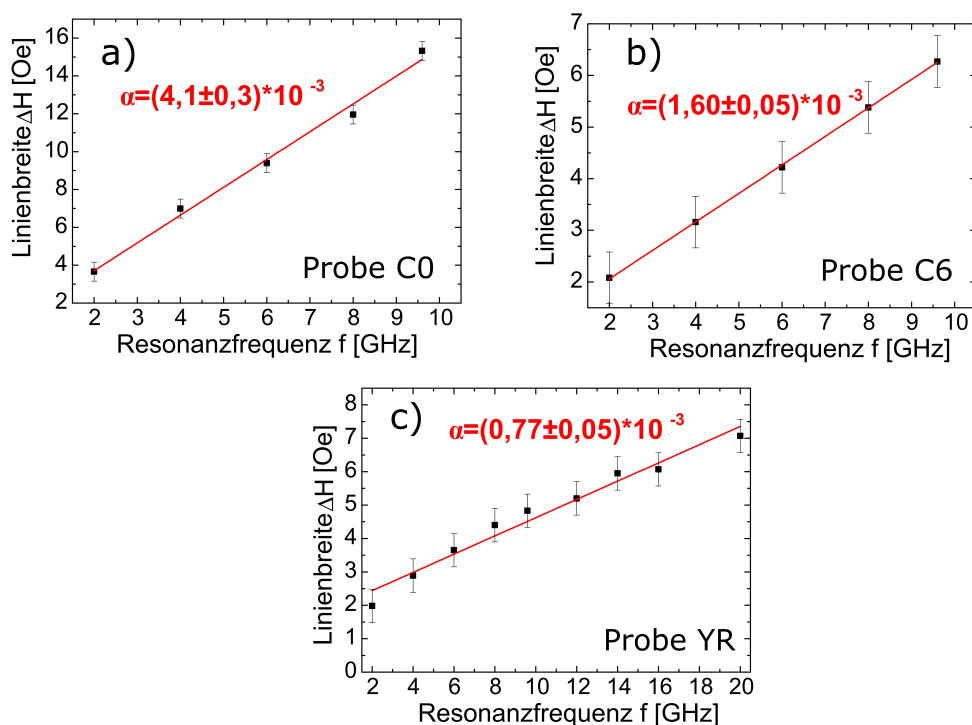 a)
α=(4,1±0,3)*10 -3
Linienbreite ΔH [Oe]
16
14
12
10
8
6
4
2
Probe C0
2 3 4 5 6 7 8 9 10
Resonanzfrequenz f [GHz]
b)
α=(1,60±0,05)*10 -3
Linienbreite ΔH [Oe]
7
6
5
4
3
2
Probe C6
2 3 4 5 6 7 8 9 10
Resonanzfrequenz f [GHz]
c)
α=(0,77±0,05)*10 -3
Linienbreite ΔH [Oe]
8
7
6
5
4
3
2
1
0
Probe YR
2 4 6 8 10 12 14 16 18 20
Resonanzfrequenz f [GHz]